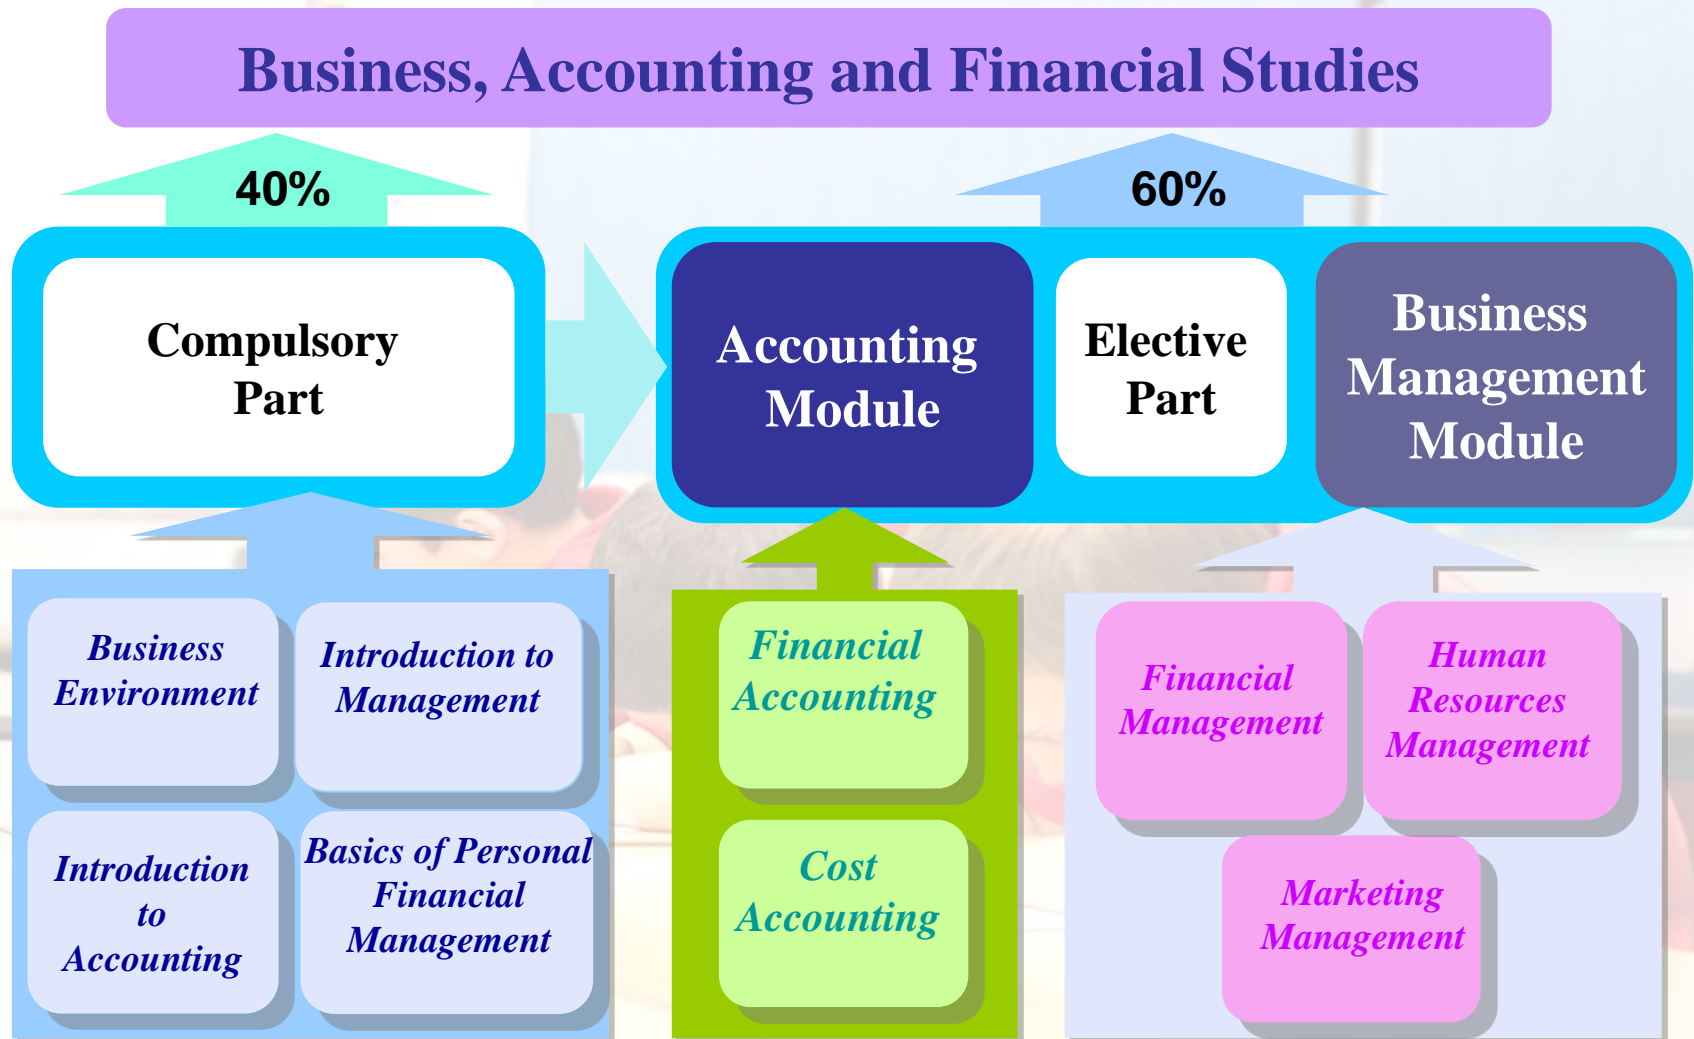 Business, Accounting and Financial Studies
40%
60%
Compulsory
Part
Accounting
Module
Elective
Part
Business
Management
Module
Business
Environment
Introduction to
Management
Introduction
to
Accounting
Basics of Personal
Financial
Management
Financial
Accounting
Cost
Accounting
Financial
Management
Human
Resources
Management
Marketing
Management